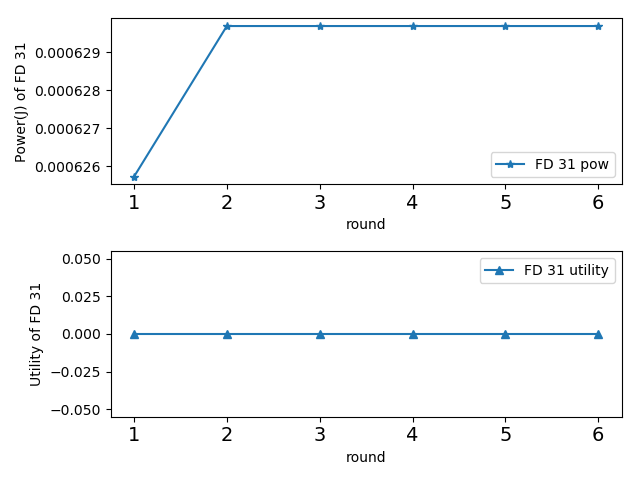 Power(J) of FD 31
0.000629
0.000628
0.000627
0.000626
FD 31 pow
1 2 3 4 5 6
round
Utility of FD 31
0.050
0.025
0.000
−0.025
−0.050
FD 31 utility
1 2 3 4 5 6
round